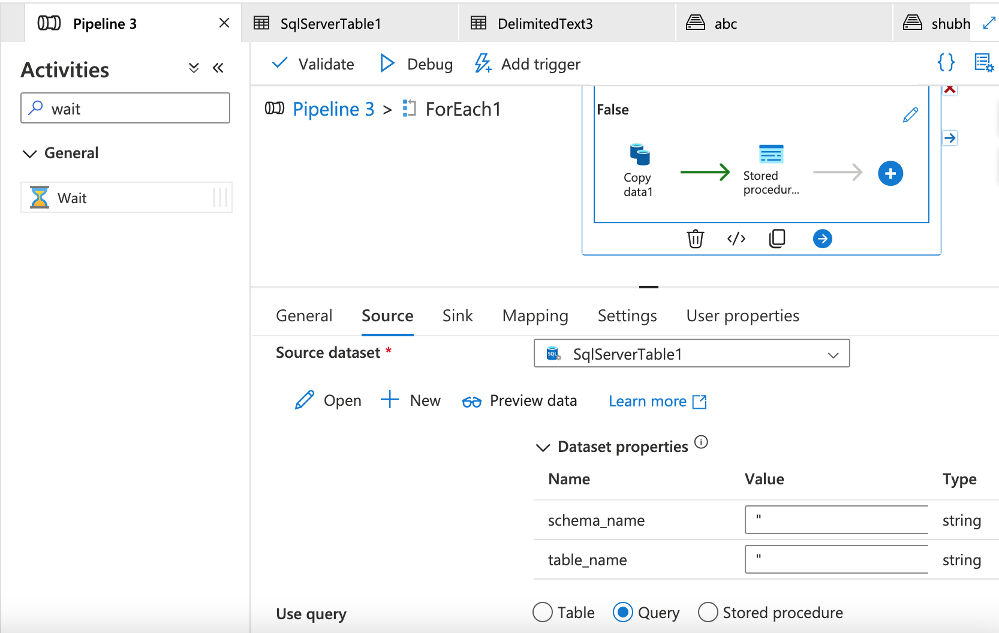 Pipeline 3
SqlServerTable1
DelimitedText3
abc
shubh
Activities
wait
General
Wait
Validate
Debug
Add trigger
Pipeline 3 > ForEach1
False
Copy
data1
Stored
procedur...
General
Source
Sink
Mapping
Settings
User properties
Source dataset *
SQL
SqlServerTable1
Open
New
Preview data
Learn more
Dataset properties
Name Value Type
schema_name " string
table_name " string
Use query
Table
Query
Stored procedure